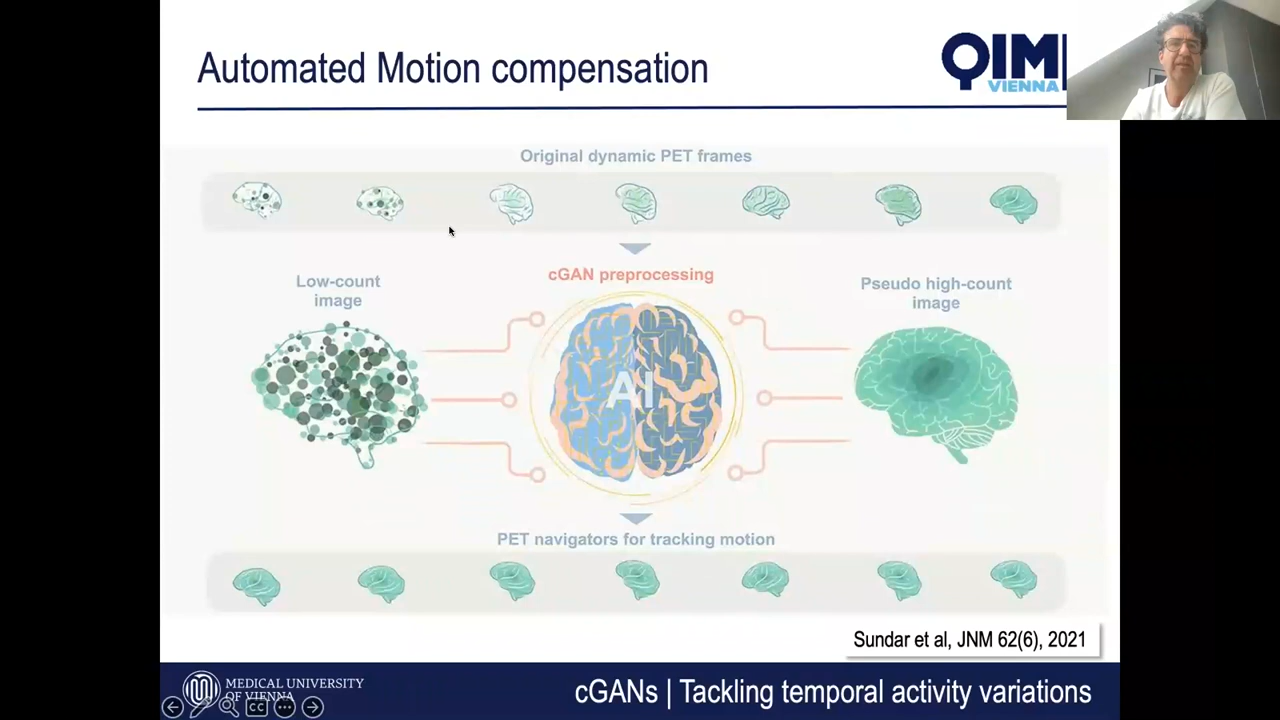 Automated Motion compensation
QIM
VIENNA
Original dynamic PET frames
cGAN preprocessing
Low-count
image
Pseudo high-count
image
AI
PET navigators for tracking motion
Sundar et al, JNM 62(6), 2021
MEDICAL UNIVERSITY
OF VIENNA
CC
cGANs | Tackling temporal activity variations